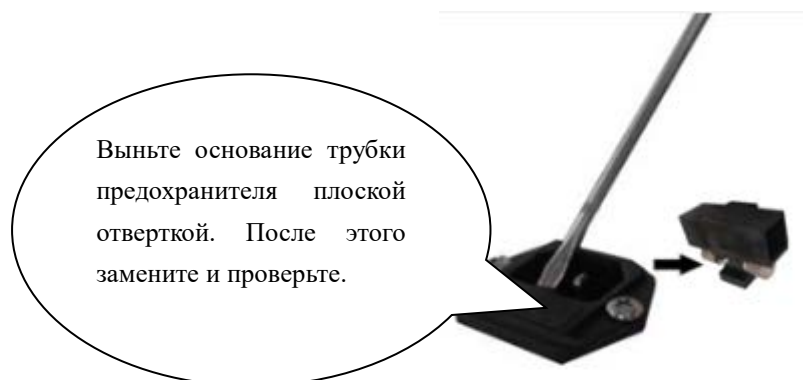 Выньте основание трубки
предохранителя плоской
отверткой. После этого
замените и проверьте.